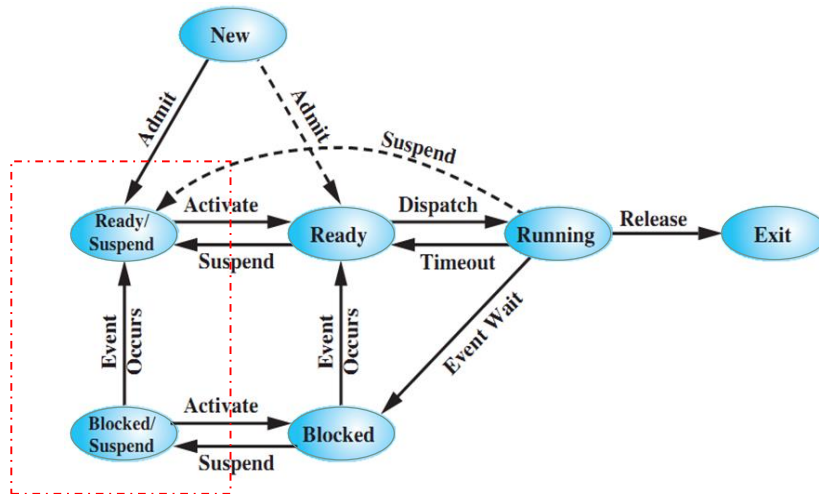 New
Admit
Admit
Suspend
Ready/
Suspend
Activate
Suspend
Ready
Dispatch
Timeout
Running
Release
Exit
Event
Occurs
Event
Occurs
Event Wait
Blocked/
Suspend
Activate
Suspend
Blocked